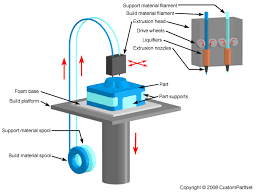 Support material filament
Build material filament
Extrusion head
Drive wheels
Liquifiers
Extrusion nozzles
Part
Part supports
Foam base
Build platform
Support material spool
Build material spool
Copyright © 2008 CustomPartNet